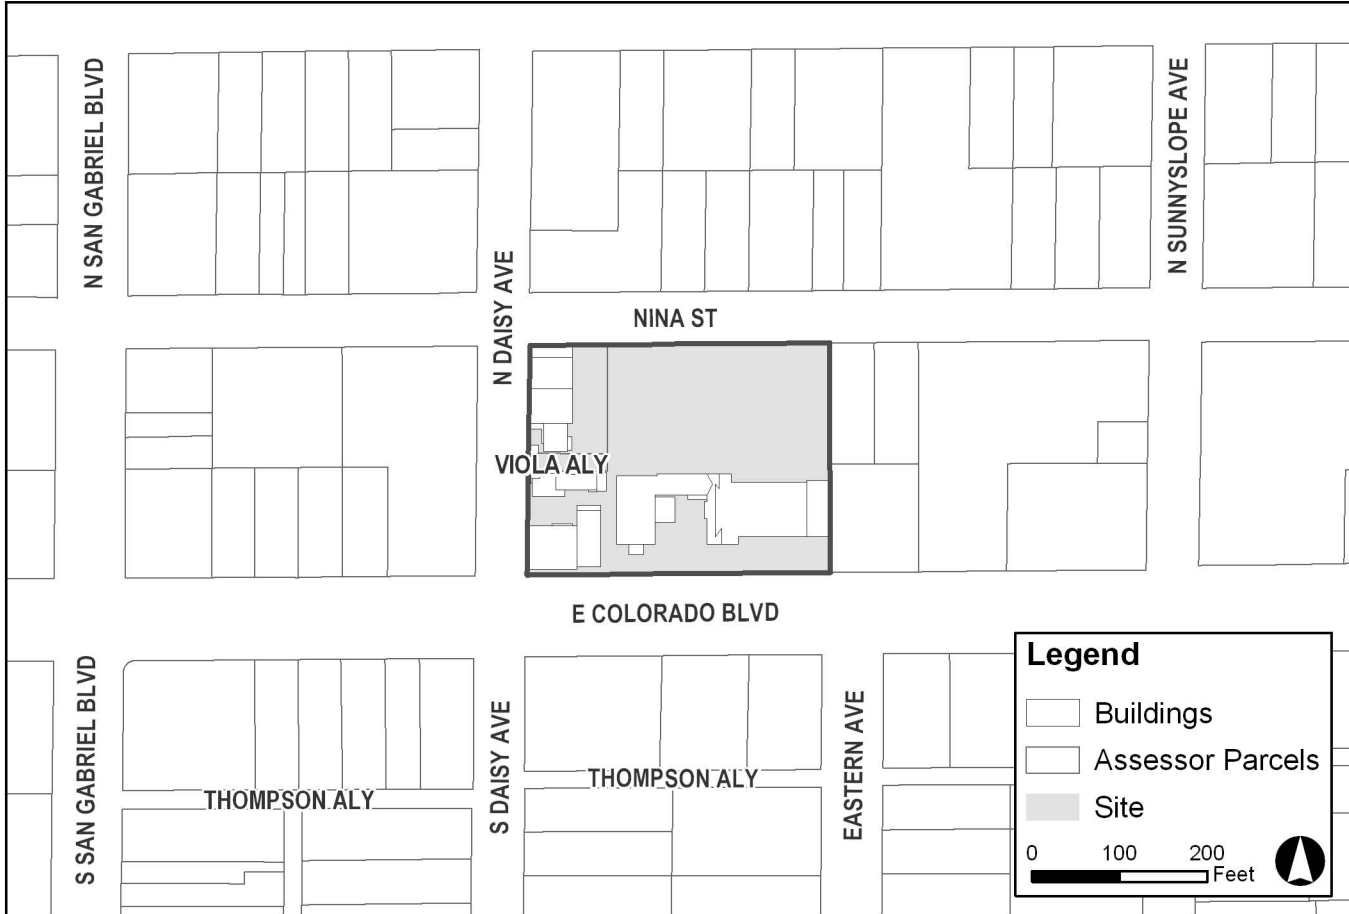 N SAN GABRIEL BLVD
N SUNNYSLOPE AVE
N DAISY AVE
NINA ST
VIOLA ALY
E COLORADO BLVD
S SAN GABRIEL BLVD
S DAISY AVE
EASTERN AVE
THOMPSON ALY
THOMPSON ALY
Legend
Buildings
Assessor Parcels
Site
0 100 200
Feet